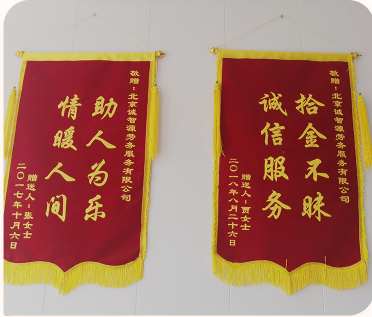 敬赠：北京诚智源劳务服务有限公司
助人为乐
情暖人间
赠送人：张女士
二〇一七年十月六日
敬赠：北京诚智源劳务服务有限公司
拾金不昧
诚信服务
赠送人：贾女士
二〇一八年八月二十六日